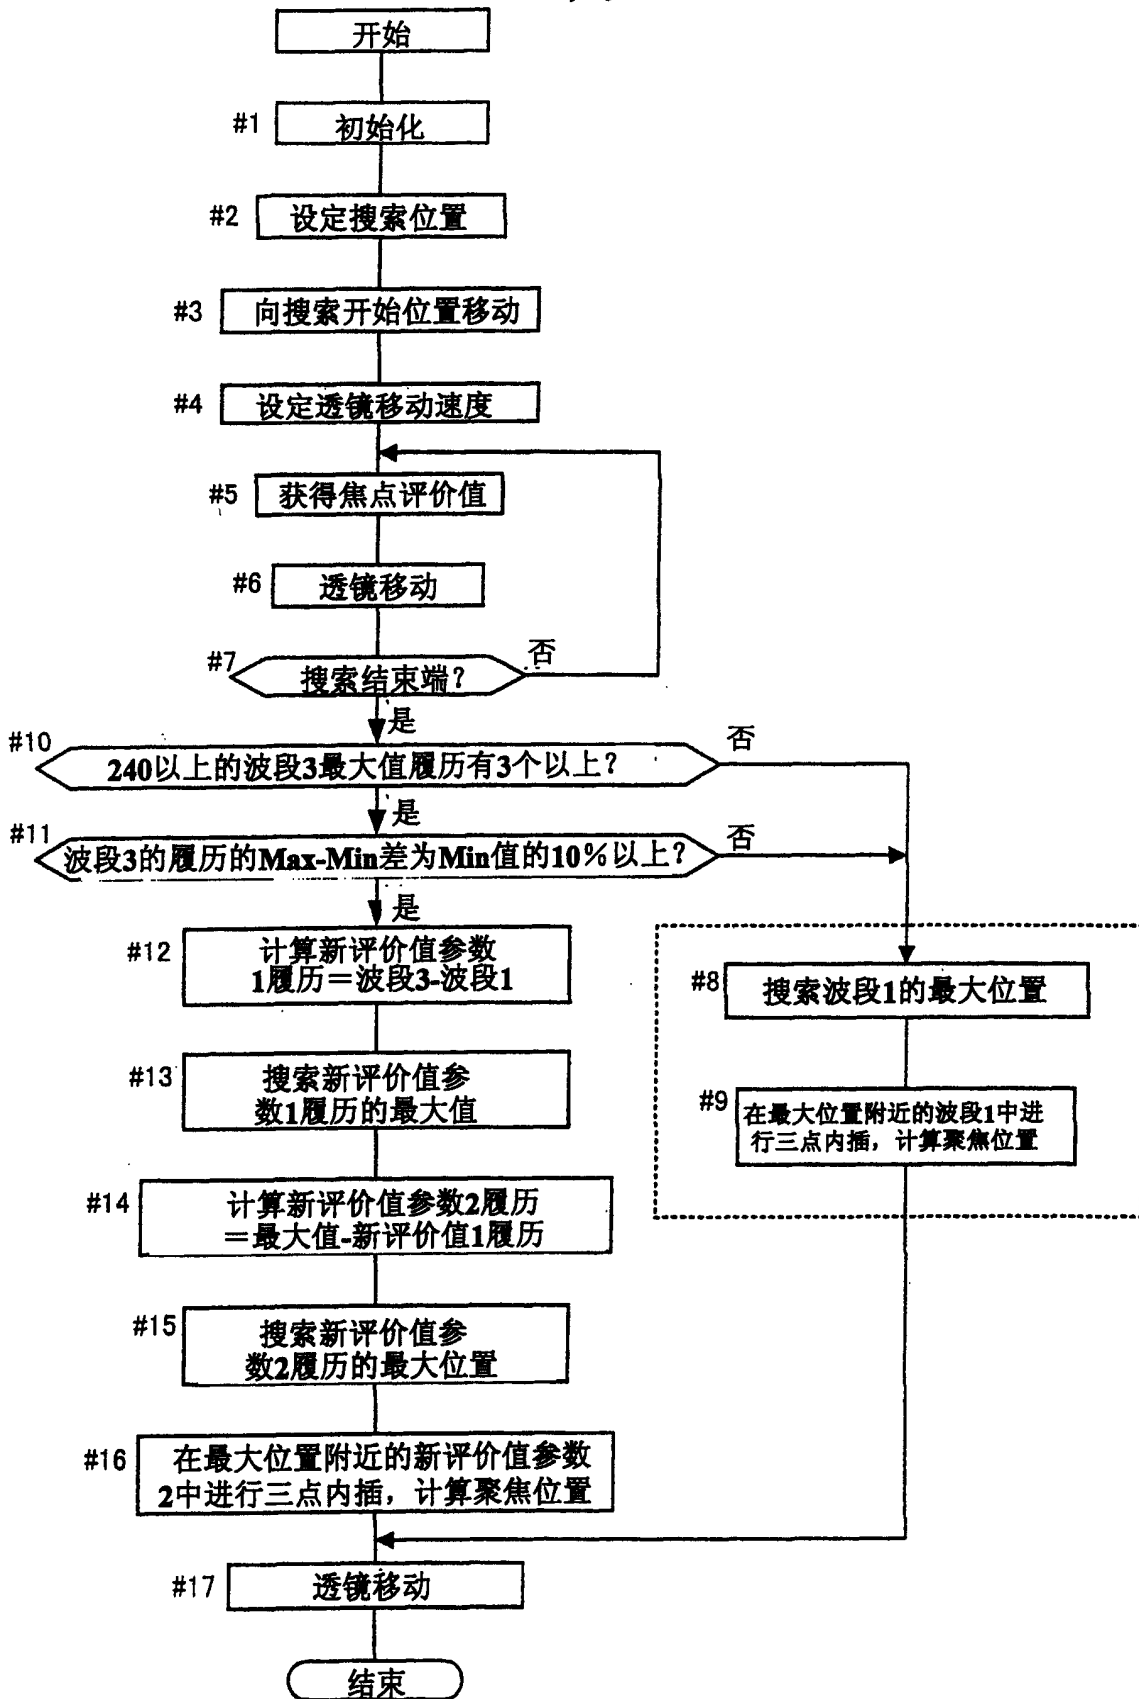 开始
#1
初始化
#2
设定搜索位置
#3
向搜索开始位置移动
#4
设定透镜移动速度
#5
获得焦点评价值
#6
透镜移动
#7
搜索结束端？
否
是
#10
240以上的波段3最大值履历有3个以上？
否
是
#11
波段3的履历的Max-Min差为Min值的10%以上？
否
是
#12
计算新评价值参数
1履历＝波段3-波段1
#8
搜索波段1的最大位置
#13
搜索新评价值参
数1履历的最大值
#9
在最大位置附近的波段1中进
行三点内插，计算聚焦位置
#14
计算新评价值参数2履历
＝最大值-新评价值1履历
#15
搜索新评价值参
数2履历的最大位置
#16
在最大位置附近的新评价值参数
2中进行三点内插，计算聚焦位置
#17
透镜移动
结束